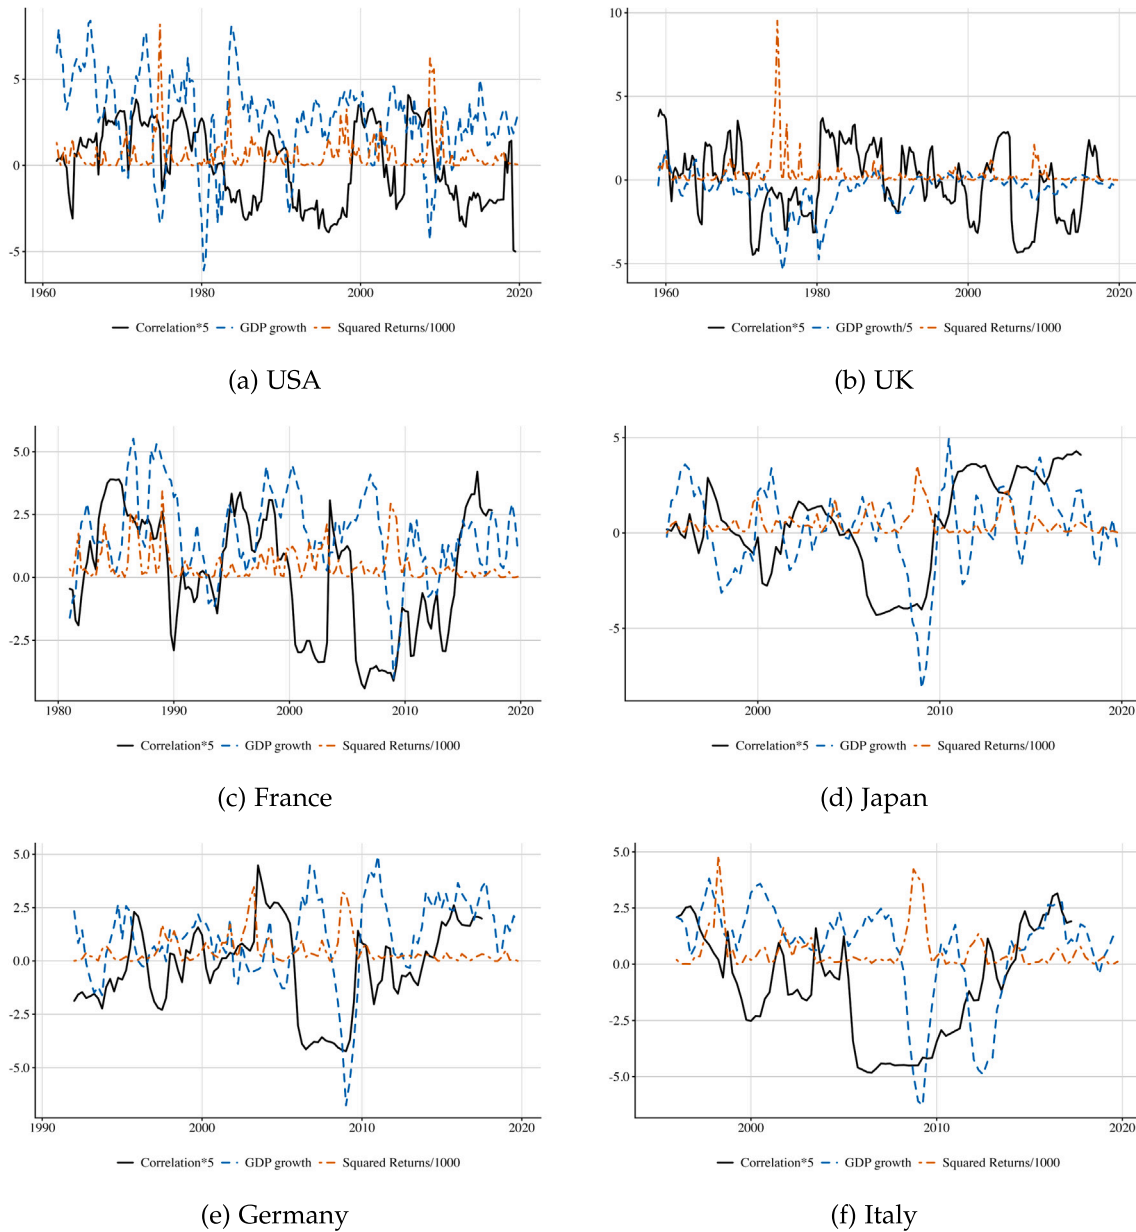 5
0
-5
1960 1980 2000 2020
Correlation*5 GDP growth Squared Returns/1000
(a) USA
10
5
0
-5
1960 1980 2000 2020
Correlation*5 GDP growth/5 Squared Returns/1000
(b) UK
5.0
2.5
0.0
-2.5
1980 1990 2000 2010 2020
Correlation*5 GDP growth Squared Returns/1000
(c) France
5
0
-5
2000 2010 2020
Correlation*5 GDP growth Squared Returns/1000
(d) Japan
5.0
2.5
0.0
-2.5
-5.0
1990 2000 2010 2020
Correlation*5 GDP growth Squared Returns/1000
(e) Germany
5.0
2.5
0.0
-2.5
-5.0
2000 2010 2020
Correlation*5 GDP growth Squared Returns/1000
(f) Italy